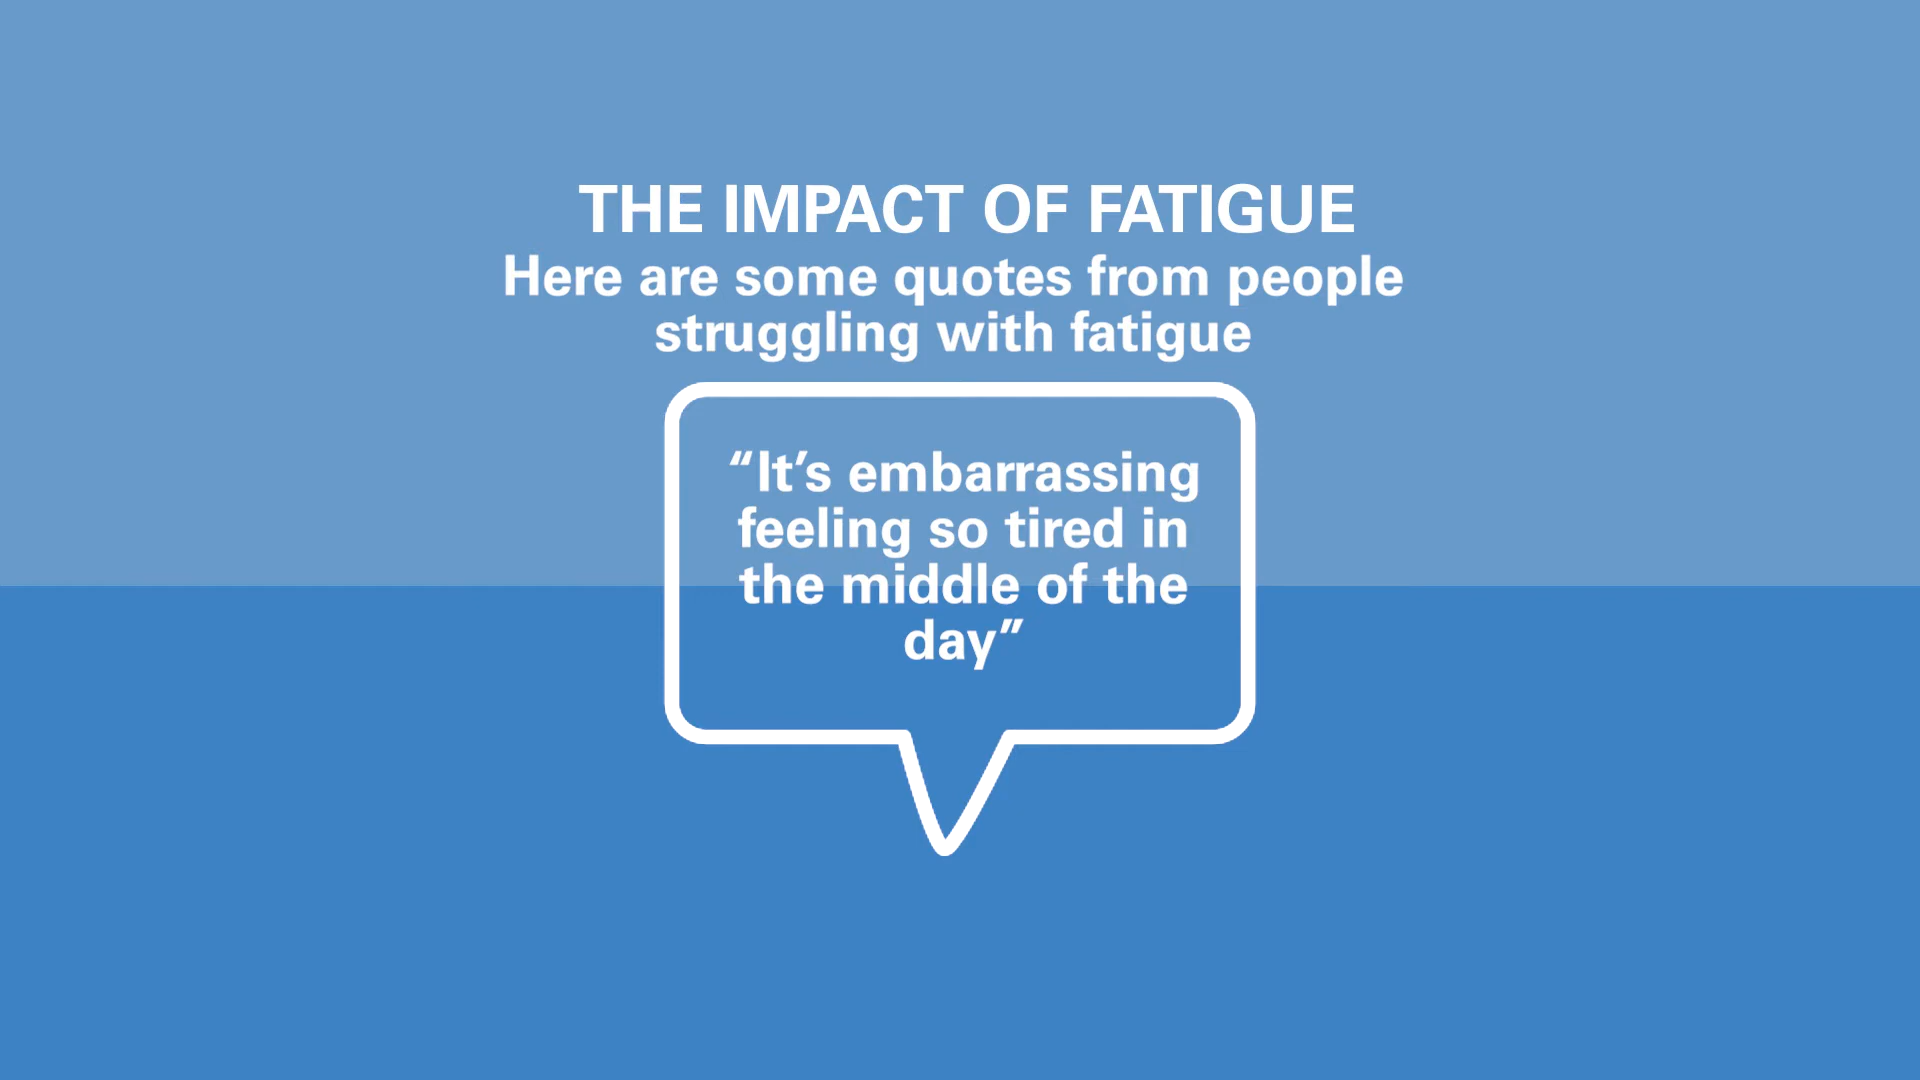 THE IMPACT OF FATIGUE
Here are some quotes from people
struggling with fatigue
“It’s embarrassing
feeling so tired in
the middle of the
day”